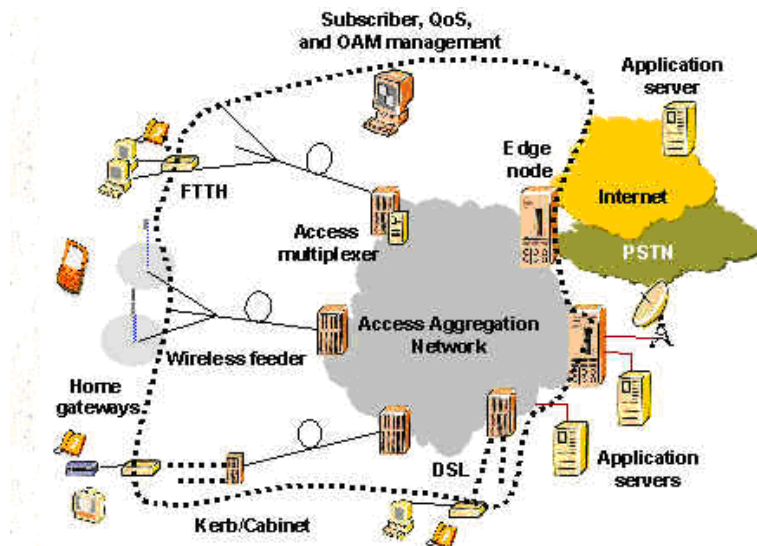 Subscriber, QoS,
and OAM management
Application
server
Edge
node
FTTH
Internet
Access
multiplexer
PSTN
Access Aggregation
Network
Wireless feeder
Home
gateways
DSL
Application
servers
Kerb/Cabinet